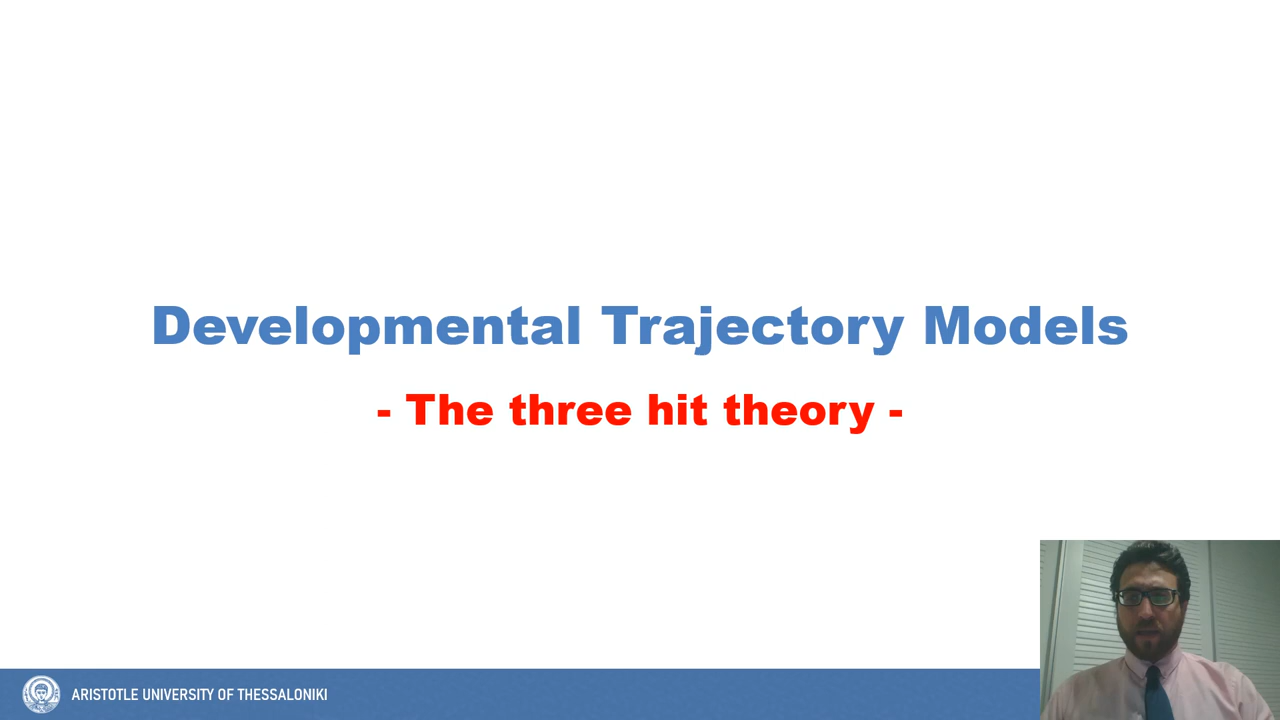 Developmental Trajectory Models
- The three hit theory -
ARISTOTLE UNIVERSITY OF THESSALONIKI